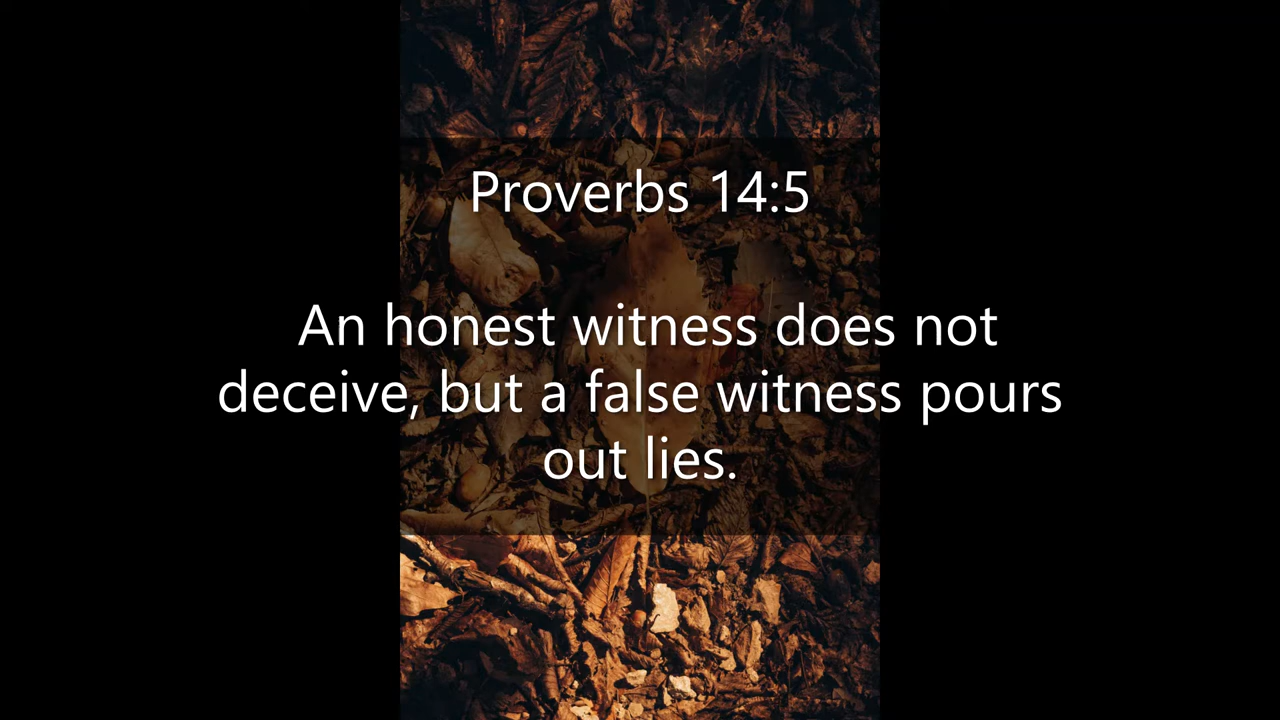 Proverbs 14:5
An honest witness does not
deceive, but a false witness pours
out lies.